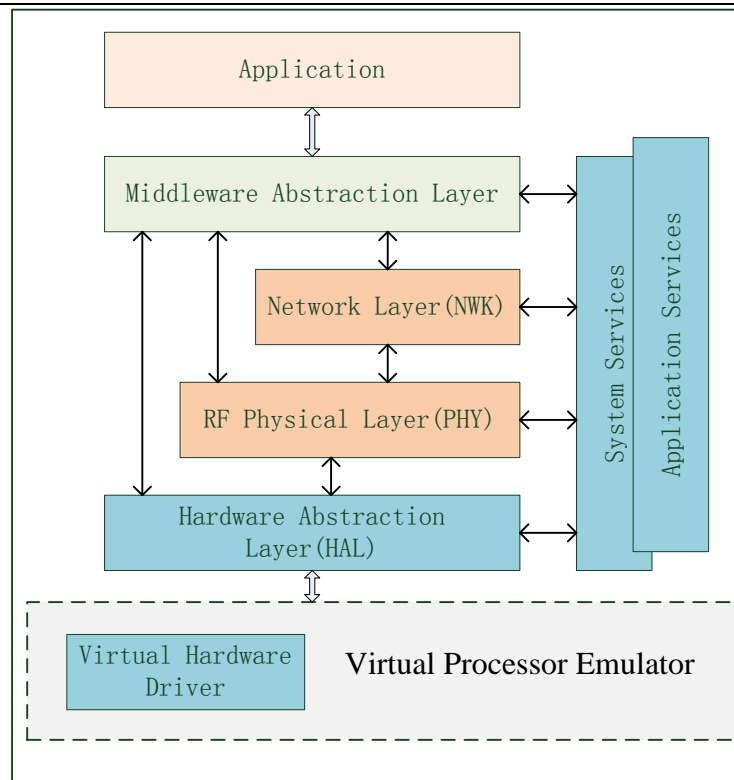 Application
Middleware Abstraction Layer
Network Layer(NWK)
RF Physical Layer(PHY)
Hardware Abstraction
Layer(HAL)
System Services
Application Services
Virtual Hardware
Driver
Virtual Processor Emulator